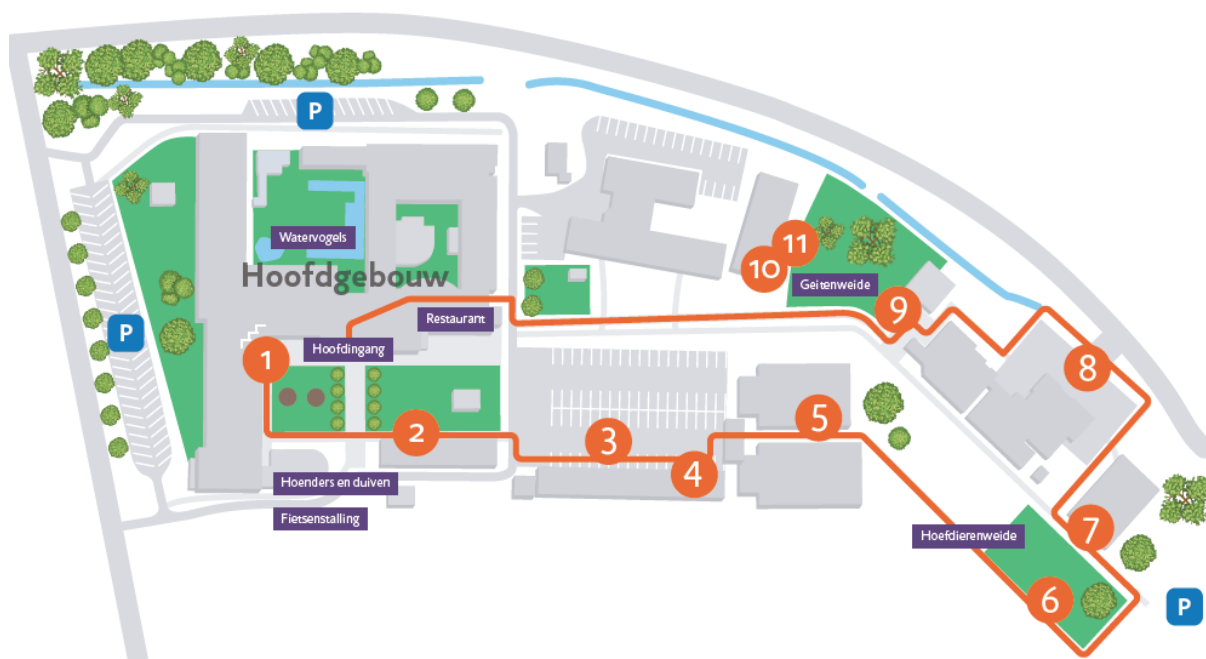 P
Watervogels
Hoofdgebouw
11
10
Geitenweide
9
Restaurant
P
Hoofdingang
1
8
2
3
5
4
Hoenders en duiven
Fietsenstalling
7
Hoefdierenweide
6
P